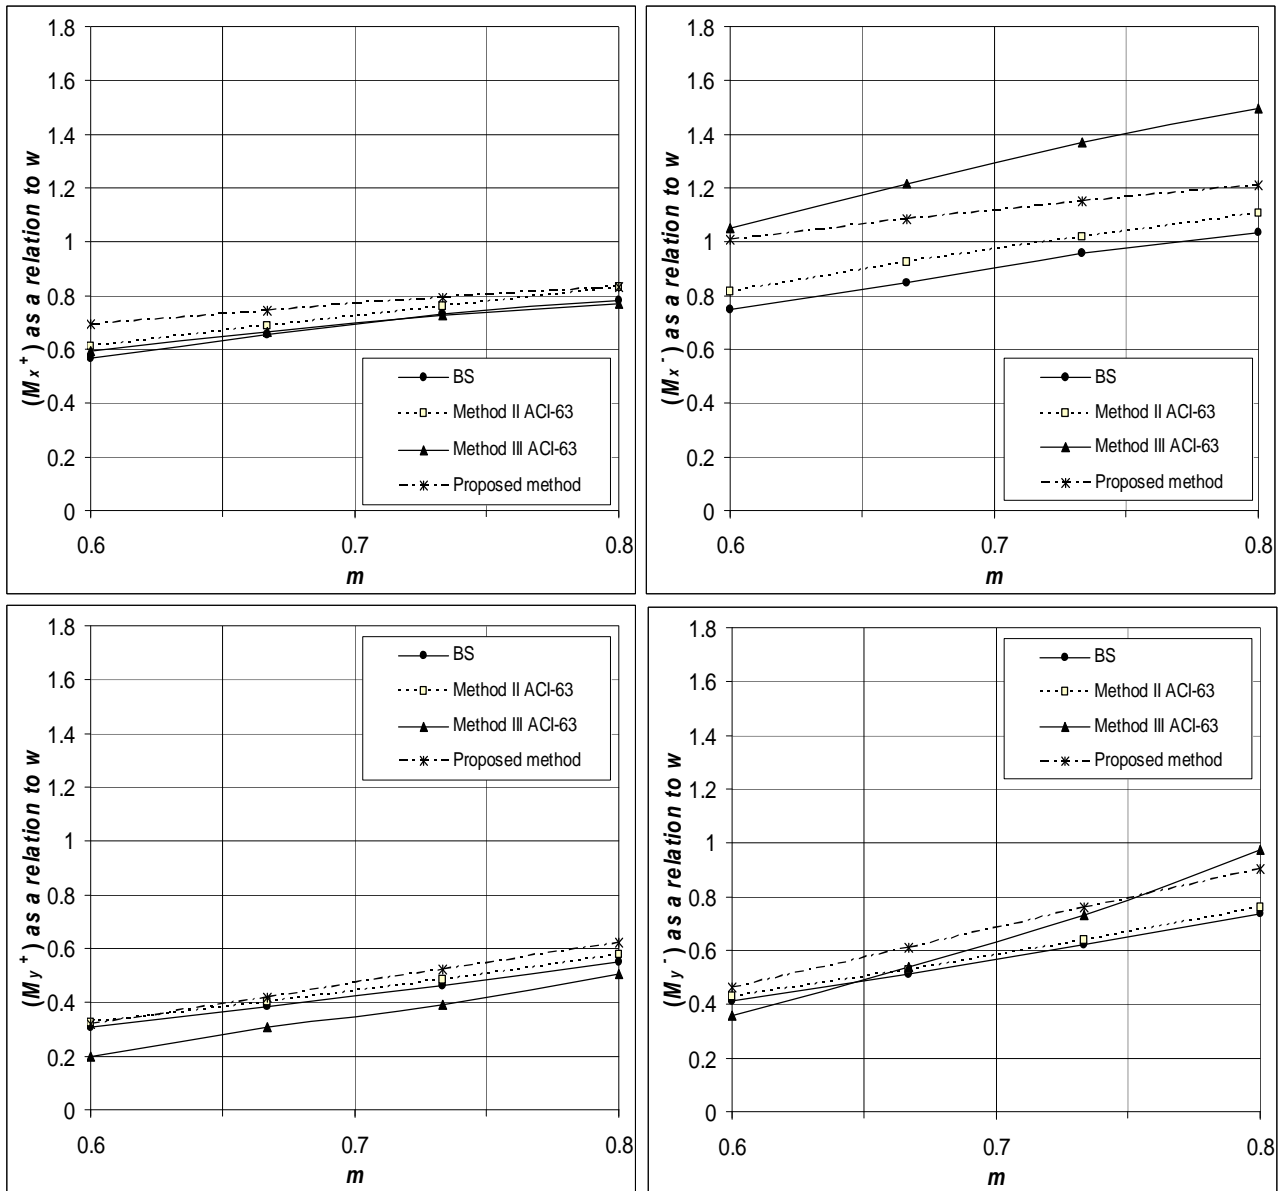 1.8
1.6
1.4
1.2
1
0.8
0.6
0.4
0.2
0
(Mx+) as a relation to w
BS
Method II ACI-63
Method III ACI-63
Proposed method
0.6 0.7 0.8
m
1.8
1.6
1.4
1.2
1
0.8
0.6
0.4
0.2
0
(Mx-) as a relation to w
BS
Method II ACI-63
Method III ACI-63
Proposed method
0.6 0.7 0.8
m
1.8
1.6
1.4
1.2
1
0.8
0.6
0.4
0.2
0
(My+) as a relation to w
BS
Method II ACI-63
Method III ACI-63
Proposed method
0.6 0.7 0.8
m
1.8
1.6
1.4
1.2
1
0.8
0.6
0.4
0.2
0
(My-) as a relation to w
BS
Method II ACI-63
Method III ACI-63
Proposed method
0.6 0.7 0.8
m